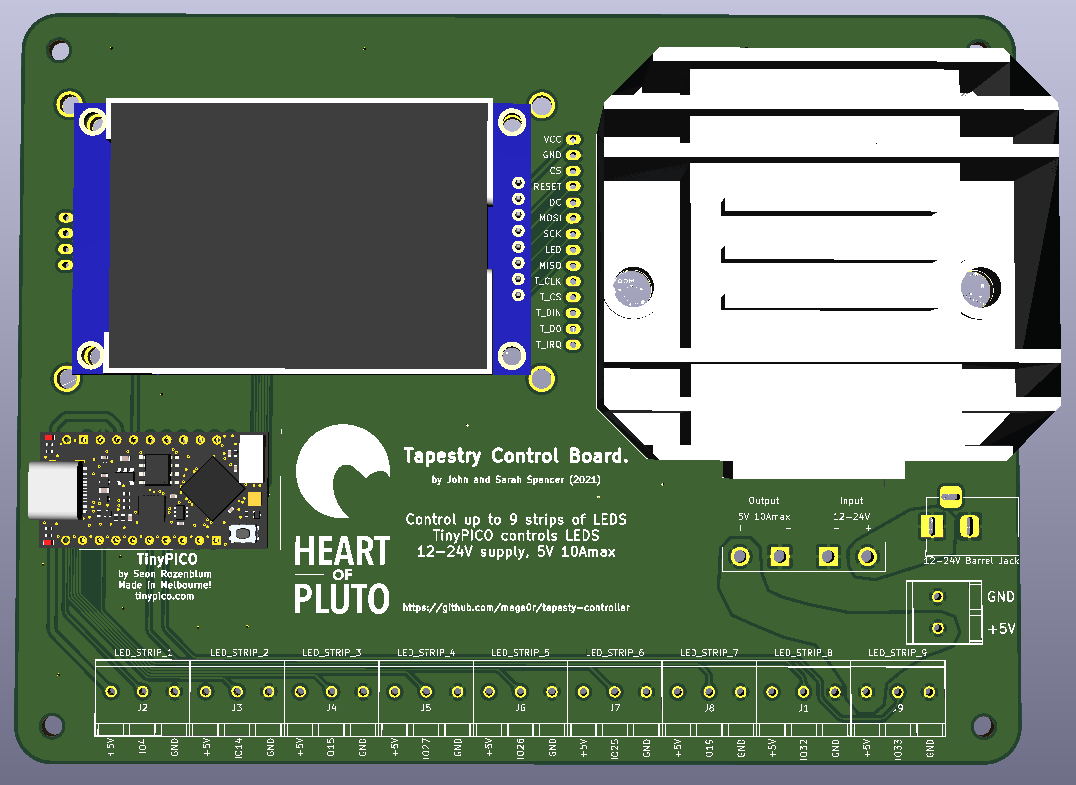 VCC
GND
CS
RESET
DC
MOSI
SCK
LED
MISO
T_CLK
T_CS
T_DIN
T_DO
T_IRQ
Tapestry Control Board.
by John and Sarah Spencer (2021)
Control up to 9 strips of LEDS
TinyPICO controls LEDS
12-24V supply, 5V 10Amax
HEART
OF
PLUTO
https://github.com/mage0r/tapesty-controller
TinyPICO
by Seon Rozenblum
Made in Melbourne!
tinypico.com
Output Input
5V 10Amax 12-24V
+ - - +
12-24V Barrel Jack
GND
+5V
LED_STRIP_1 LED_STRIP_2 LED_STRIP_3 LED_STRIP_4 LED_STRIP_5 LED_STRIP_6 LED_STRIP_7 LED_STRIP_8 LED_STRIP_9
J2 J3 J4 J5 J6 J7 J8 J1 J9
+5V IO4 GND +5V IO14 GND +5V IO15 GND +5V IO27 GND +5V IO26 GND +5V IO25 GND +5V IO19 GND +5V IO32 GND +5V IO33 GND